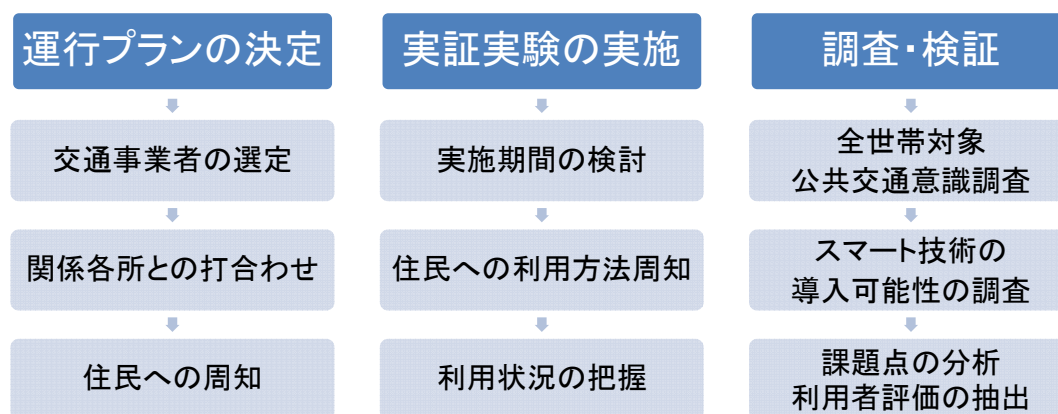 運行プランの決定
交通事業者の選定
関係各所との打合わせ
住民への周知
実証実験の実施
実施期間の検討
住民への利用方法周知
利用状況の把握
調査・検証
全世帯対象
公共交通意識調査
スマート技術の
導入可能性の調査
課題点の分析
利用者評価の抽出